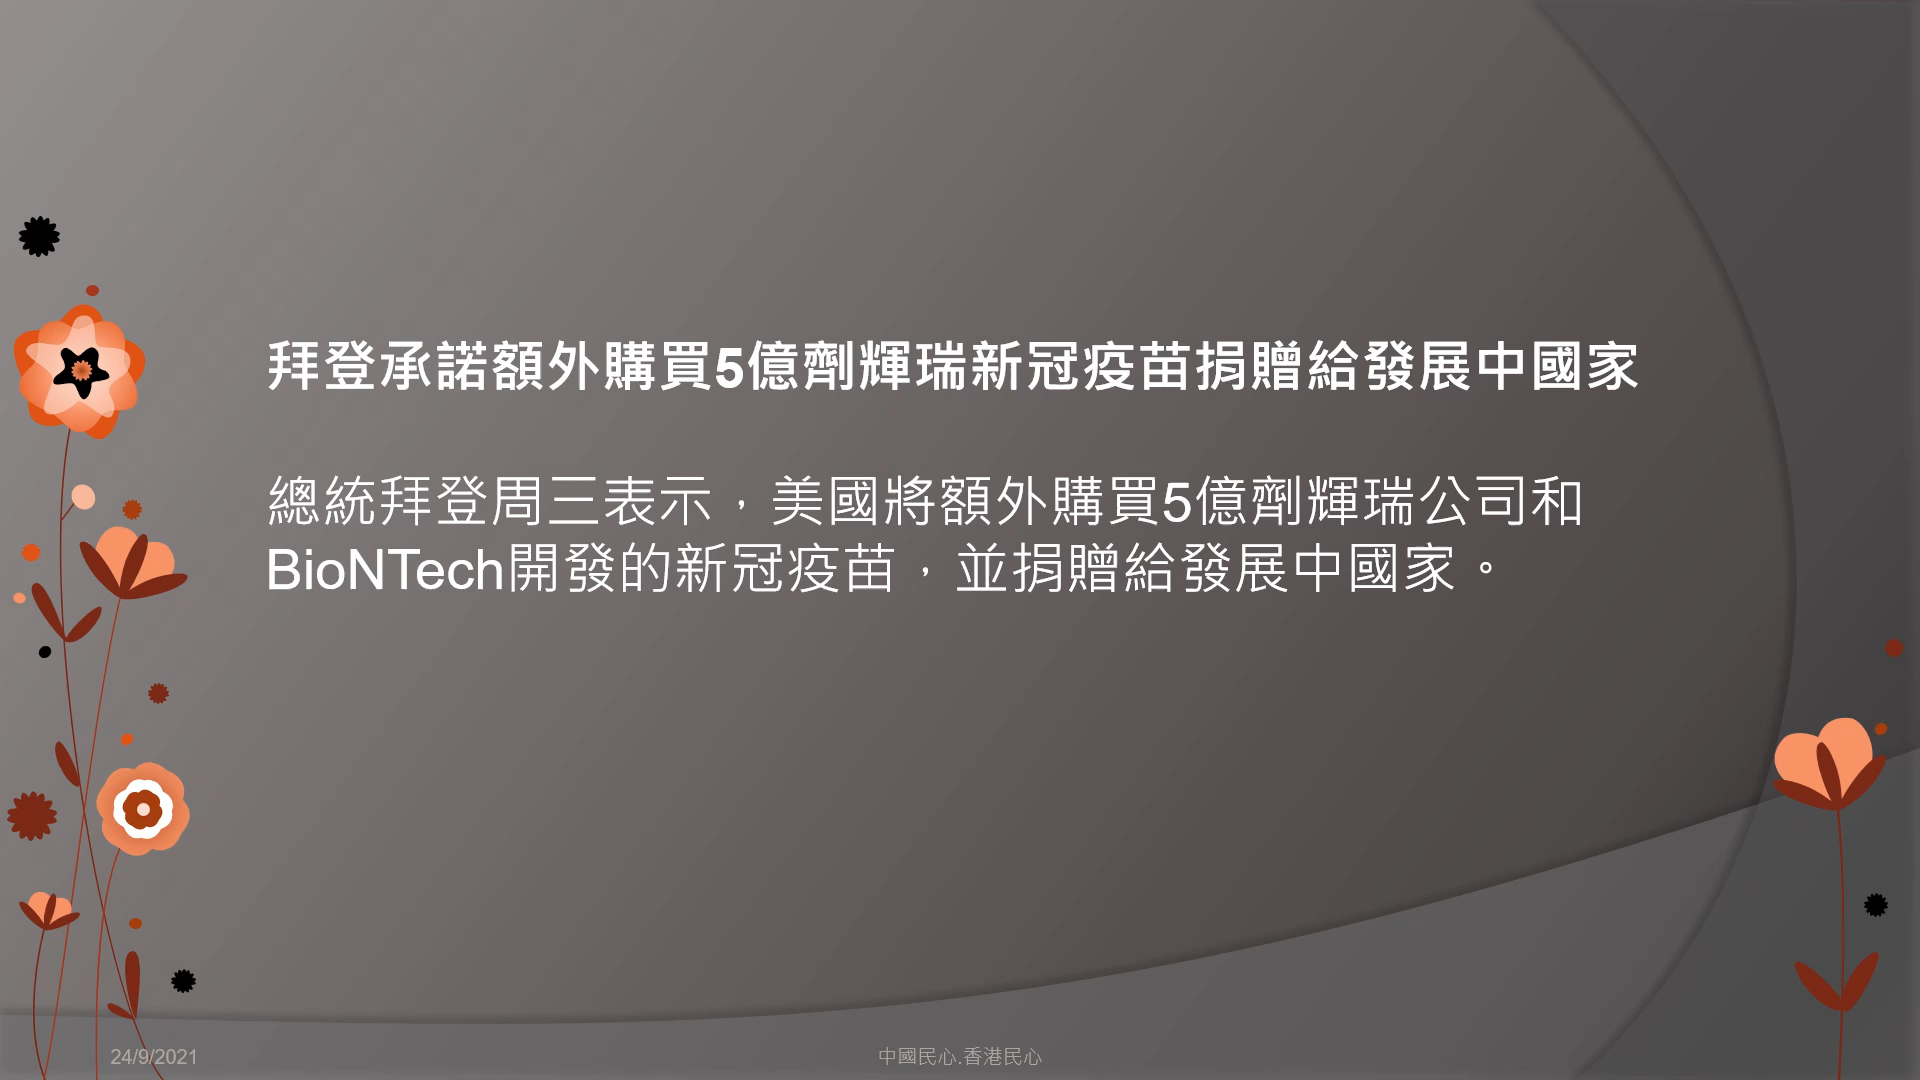 拜登承諾額外購買5億劑輝瑞新冠疫苗捐贈給發展中國家
總統拜登周三表示，美國將額外購買5億劑輝瑞公司和
BioNTech開發的新冠疫苗，並捐贈給發展中國家。
24/9/2021
中國民心.香港民心